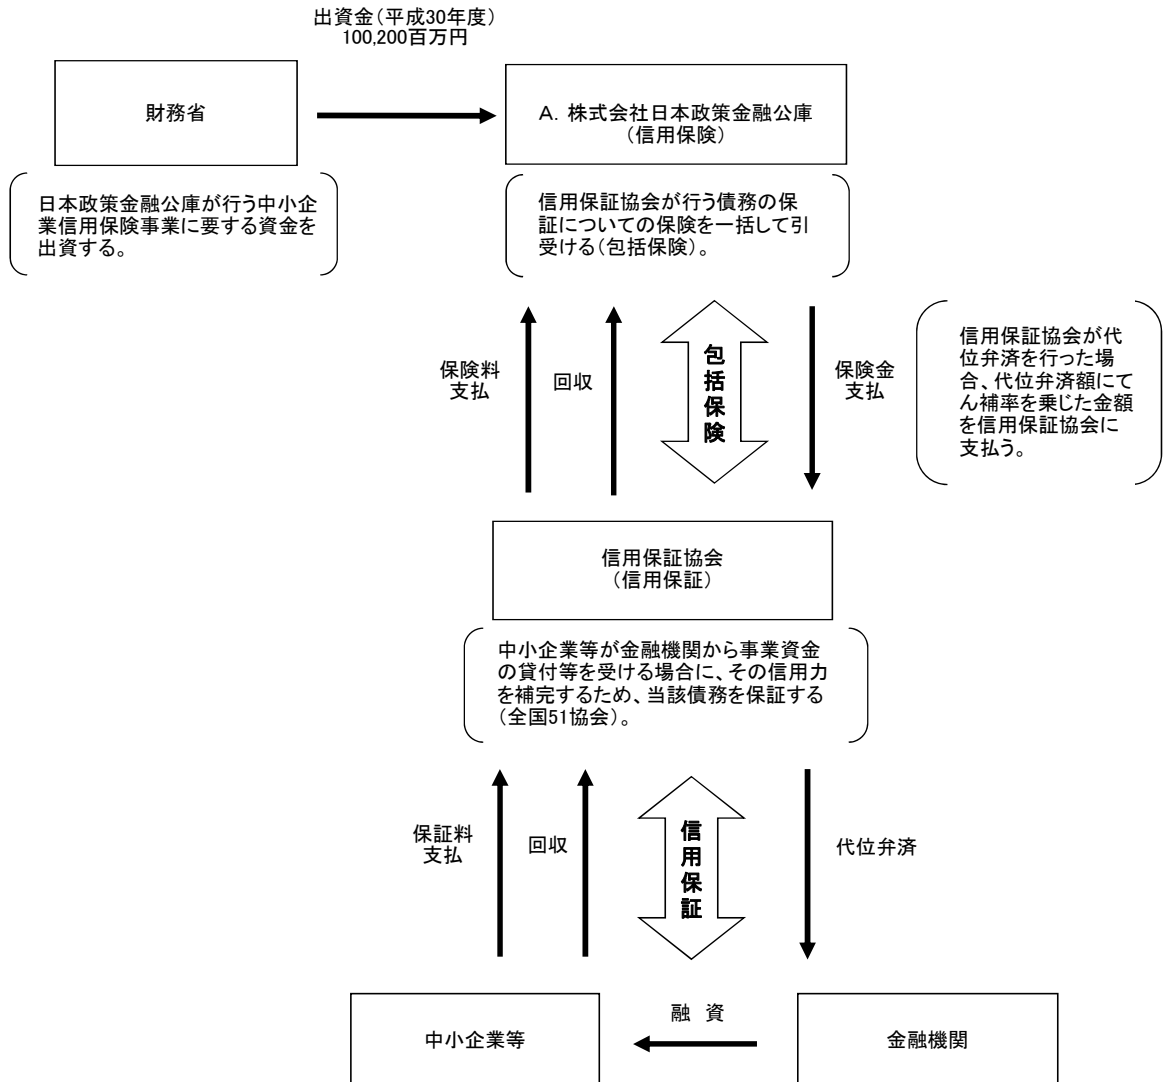 出資金(平成30年度)
100,200百万円
財務省
A. 株式会社日本政策金融公庫
(信用保険)
日本政策金融公庫が行う中小企
業信用保険事業に要する資金を
出資する。
信用保証協会が行う債務の保
証についての保険を一括して引
受ける(包括保険)。
保険料
支払
回収
包括保険
保険金
支払
信用保証協会が代
位弁済を行った場
合、代位弁済額にて
ん補率を乗じた金額
を信用保証協会に
支払う。
信用保証協会
(信用保証)
中小企業等が金融機関から事業資金
の貸付等を受ける場合に、その信用力
を補完するため、当該債務を保証する
(全国51協会)。
保証料
支払
回収
信用保証
代位弁済
中小企業等
融 資
金融機関